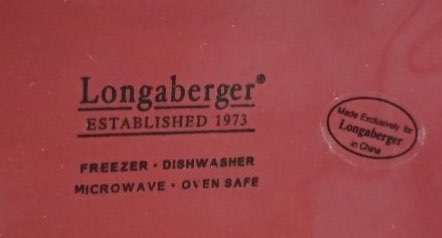 Longaberger®
ESTABLISHED 1973
FREEZER • DISHWASHER
MICROWAVE • OVEN SAFE
Made Exclusively for
Longaberger
in China